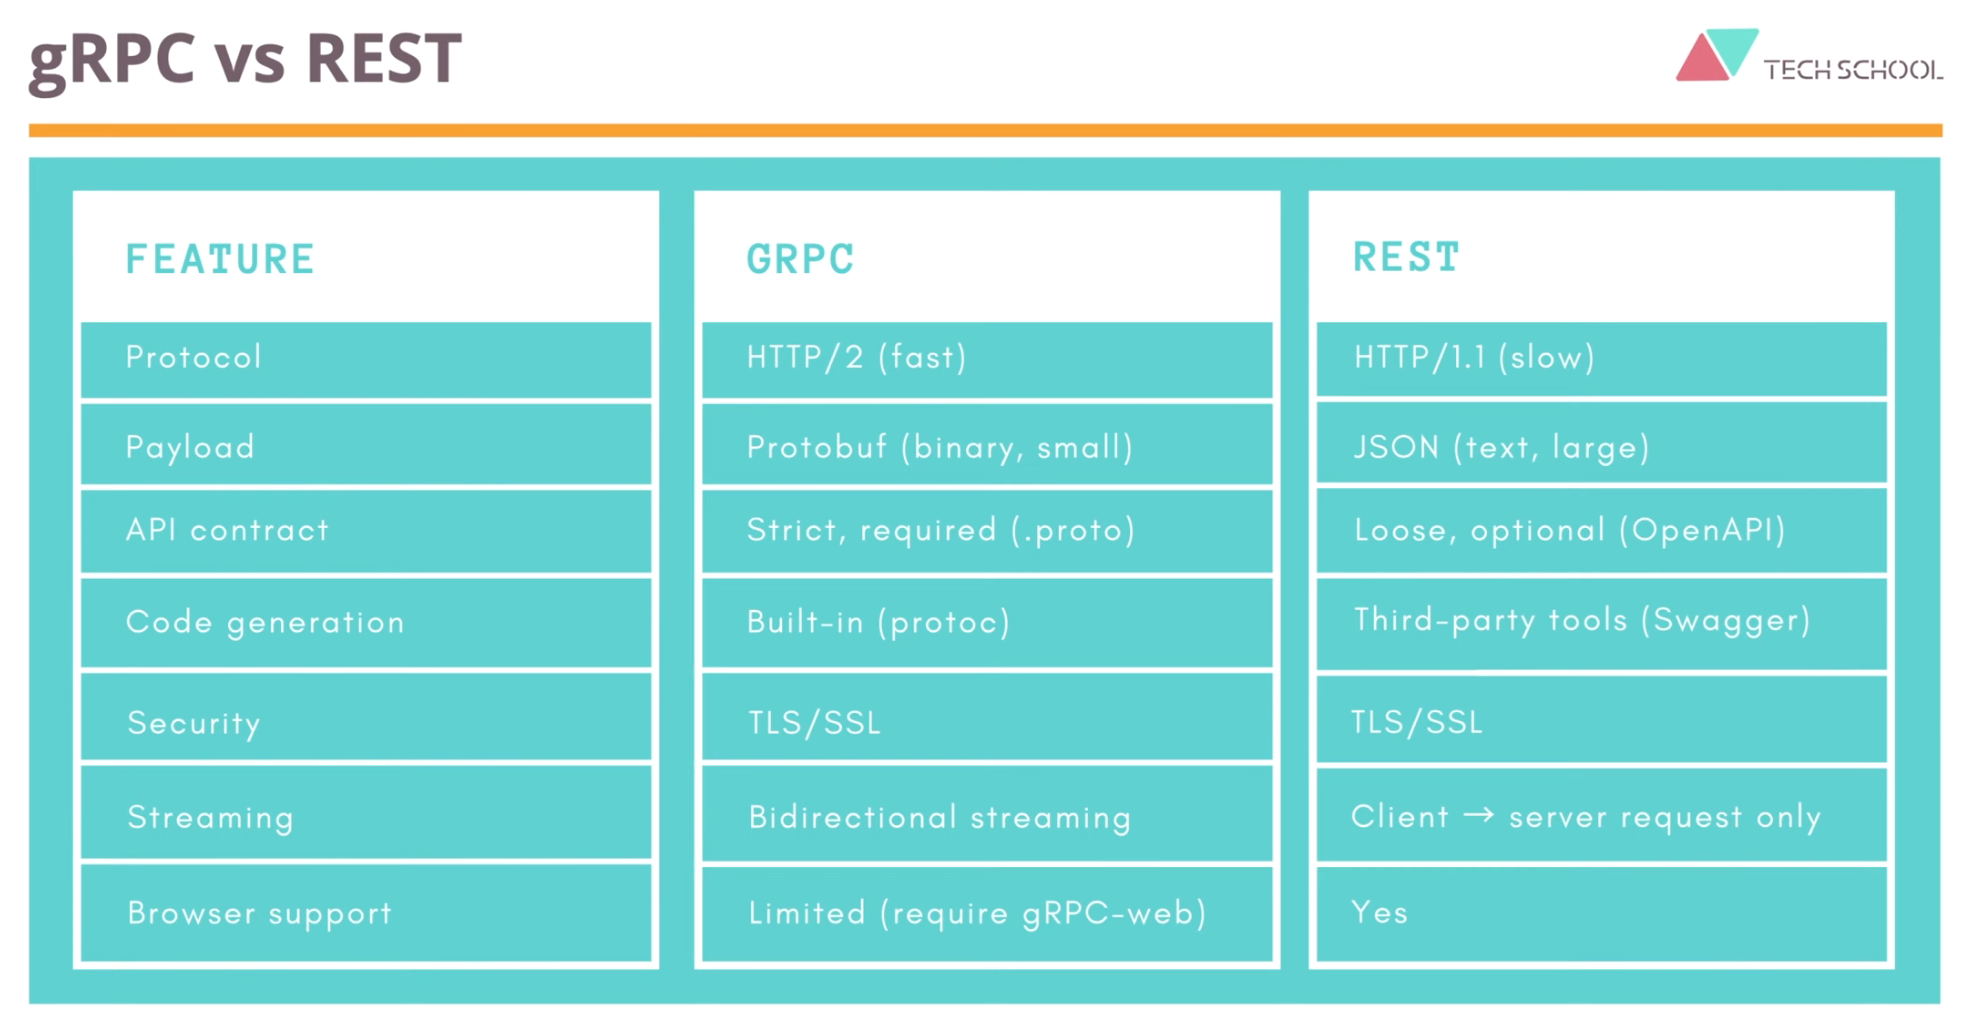 gRPC vs REST
TECH SCHOOL
FEATURE GRPC REST
Protocol HTTP/2 (fast) HTTP/1.1 (slow)
Payload Protobuf (binary, small) JSON (text, large)
API contract Strict, required (.proto) Loose, optional (OpenAPI)
Code generation Built-in (protoc) Third-party tools (Swagger)
Security TLS/SSL TLS/SSL
Streaming Bidirectional streaming Client → server request only
Browser support Limited (require gRPC-web) Yes